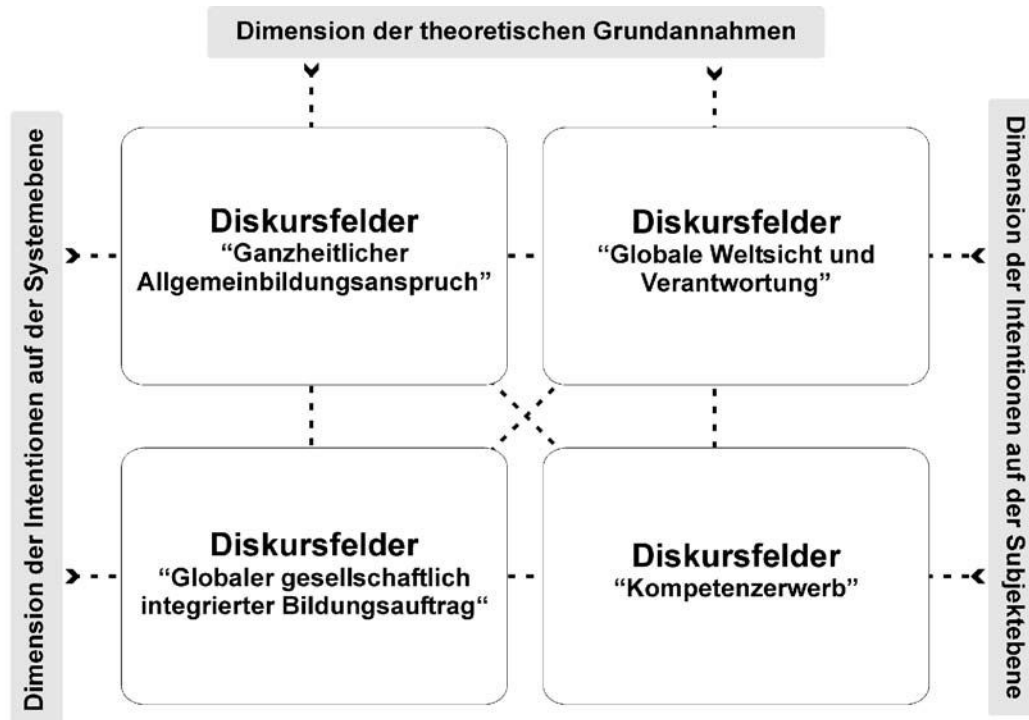 Dimension der theoretischen Grundannahmen
Dimension der Intentionen auf der Systemebene
Diskursfelder
“Ganzheitlicher
Allgemeinbildungsanspruch”
Diskursfelder
“Globale Weltsicht und
Verantwortung”
Dimension der Intentionen auf der Subjektebene
Diskursfelder
“Globaler gesellschaftlich
integrierter Bildungsauftrag“
Diskursfelder
“Kompetenzerwerb”